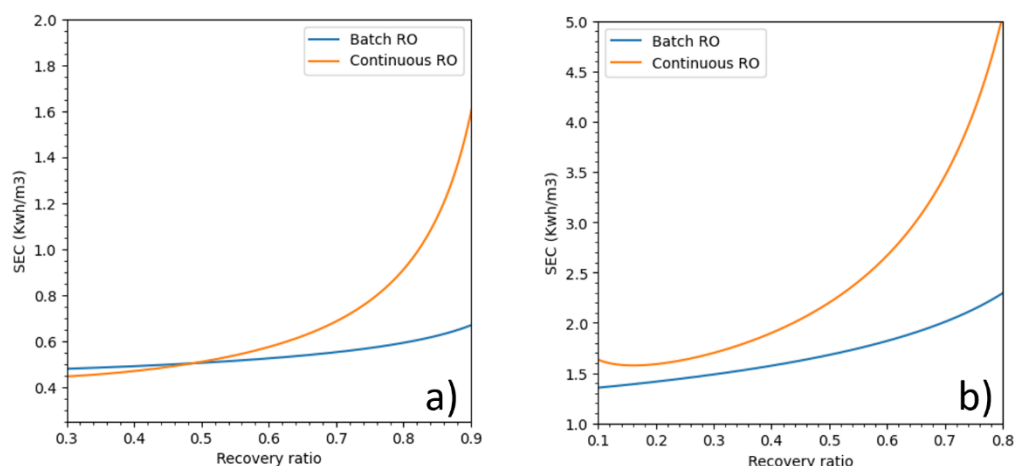 2.0
1.8
1.6
1.4
1.2
1.0
0.8
0.6
0.4
SEC (Kwh/m3)
Batch RO
Continuous RO
a)
0.3 0.4 0.5 0.6 0.7 0.8 0.9
Recovery ratio
5.0
4.5
4.0
3.5
3.0
2.5
2.0
1.5
1.0
SEC (Kwh/m3)
Batch RO
Continuous RO
b)
0.1 0.2 0.3 0.4 0.5 0.6 0.7 0.8
Recovery ratio